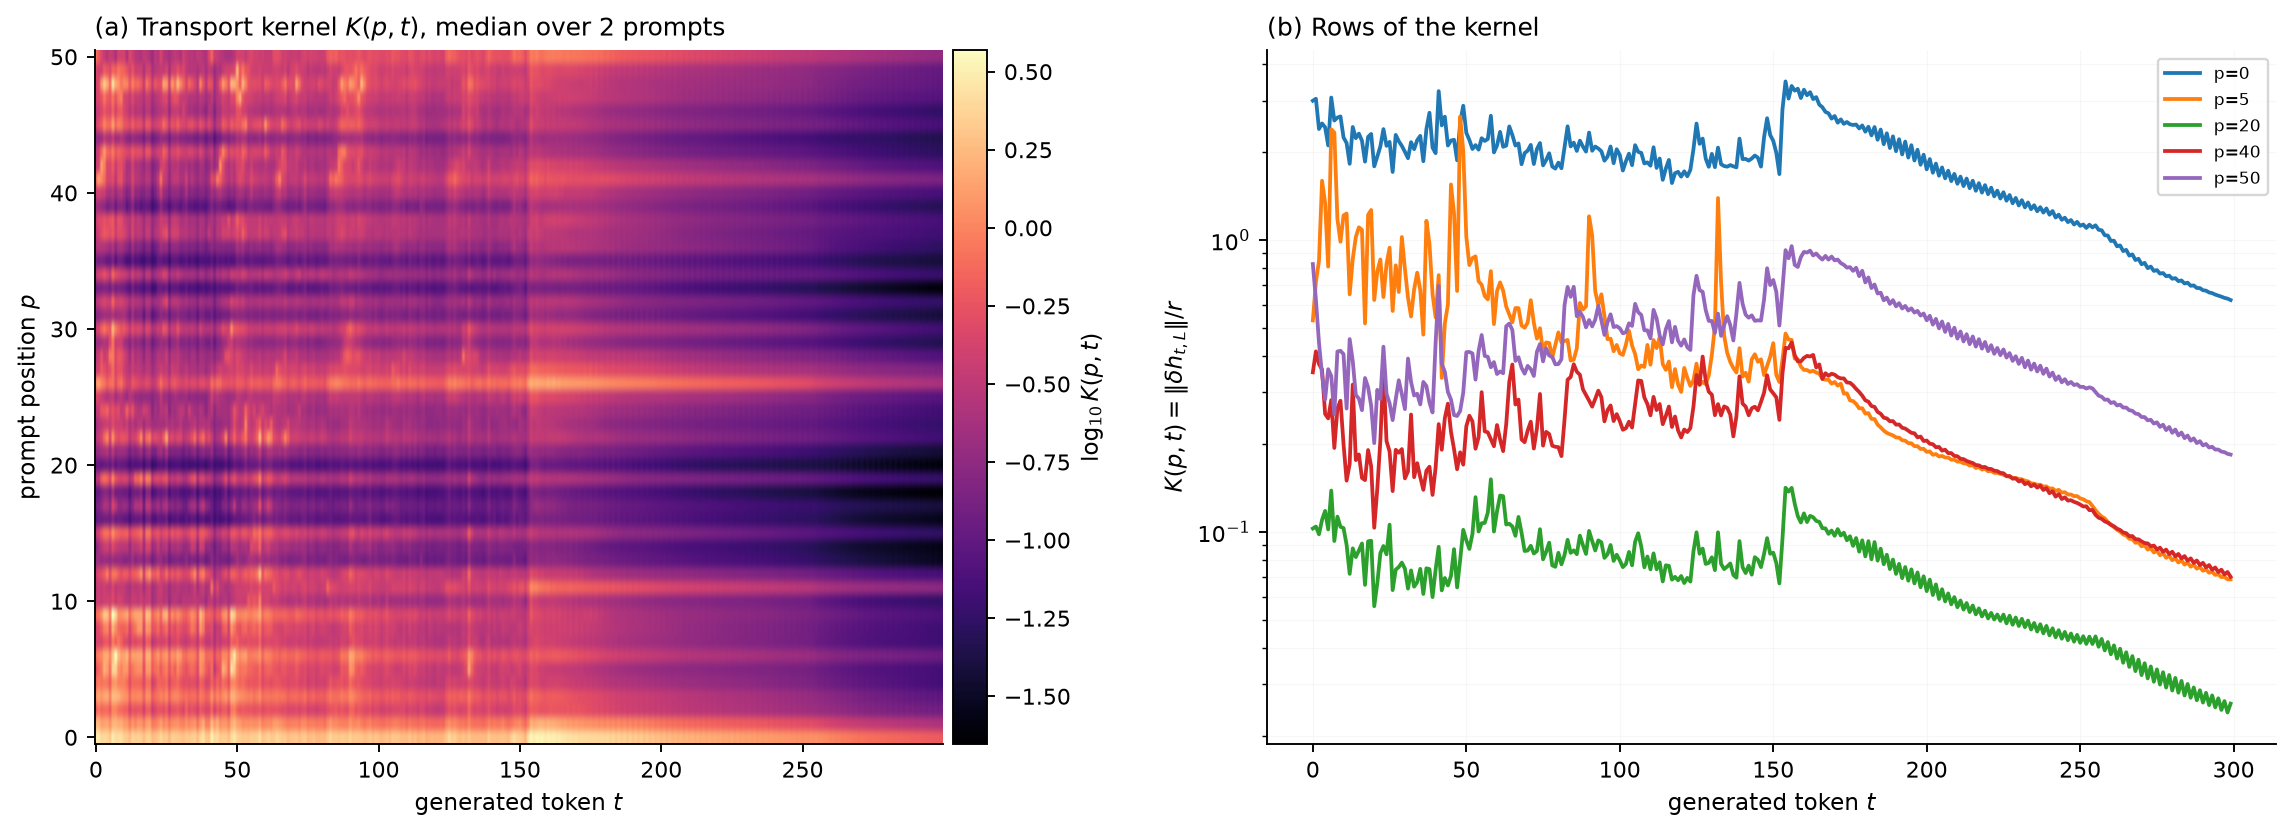 (a) Transport kernel K(p, t), median over 2 prompts
50
40
30
20
10
0
prompt position p
0 50 100 150 200 250
generated token t
0.50
0.25
0.00
−0.25
−0.50
−0.75
−1.00
−1.25
−1.50
log₁₀ K(p, t)
(b) Rows of the kernel
10⁰
10⁻¹
K(p, t) = ‖δh_{t, L}‖/r
0 50 100 150 200 250 300
generated token t
p=0
p=5
p=20
p=40
p=50